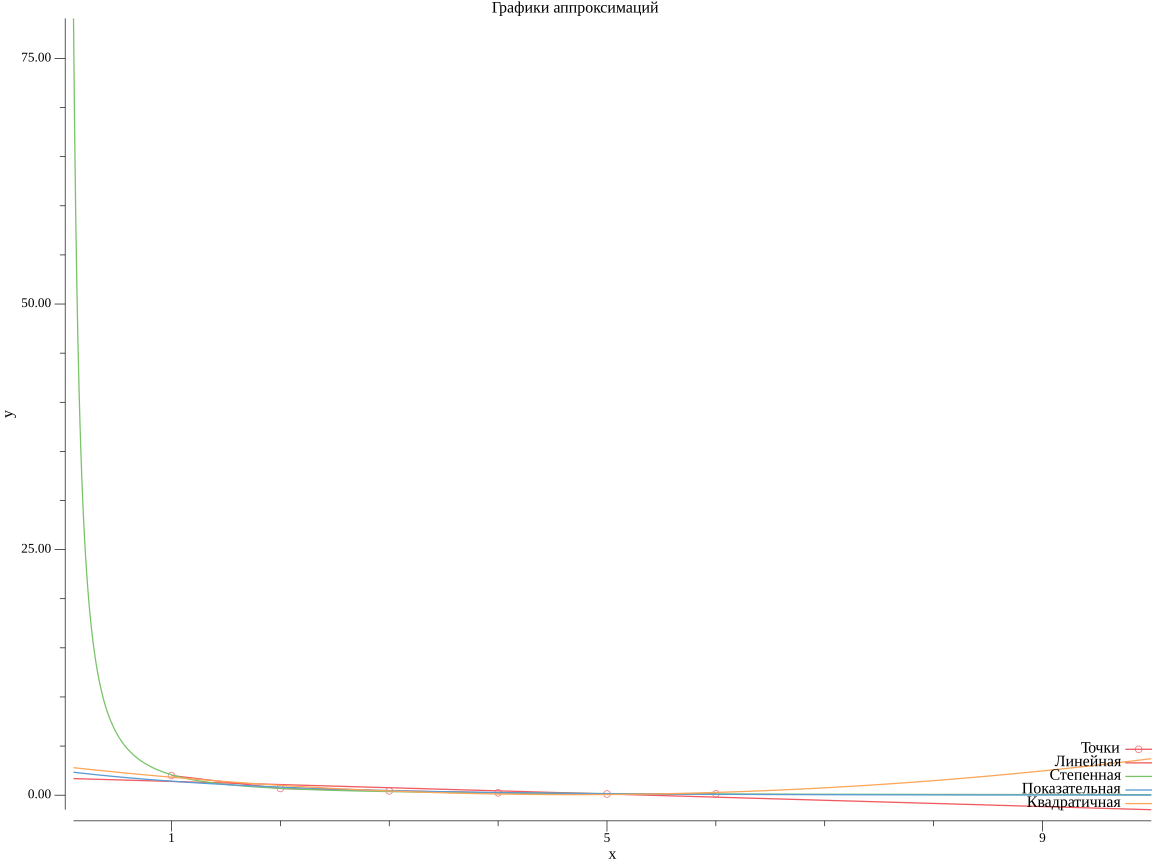 Графики аппроксимаций
75.00
50.00
25.00
0.00
y
1
5
9
x
Точки
Линейная
Степенная
Показательная
Квадратичная